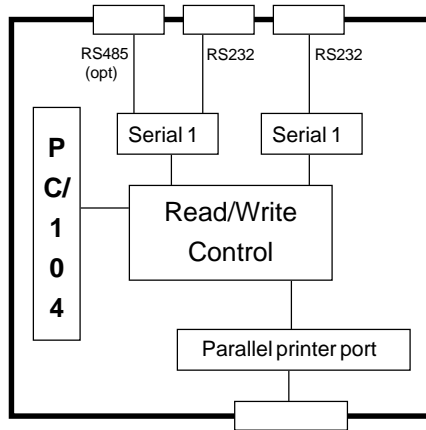 RS485
(opt)
RS232
RS232
Serial 1
Serial 1
P
C/
1
0
4
Read/Write
Control
Parallel printer port